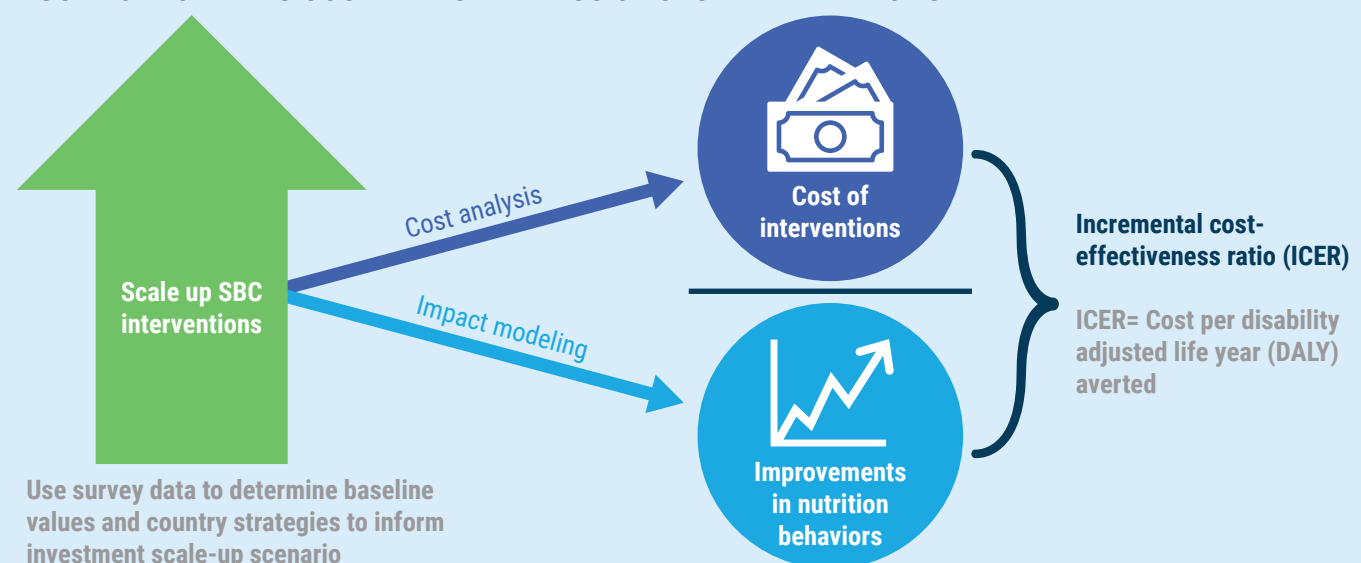 Scale up SBC
interventions
Use survey data to determine baseline
values and country strategies to inform
investment scale-up scenario
Cost analysis
Impact modeling
Cost of
interventions
Improvements
in nutrition
behaviors
Incremental cost-
effectiveness ratio (ICER)
ICER= Cost per disability
adjusted life year (DALY)
averted